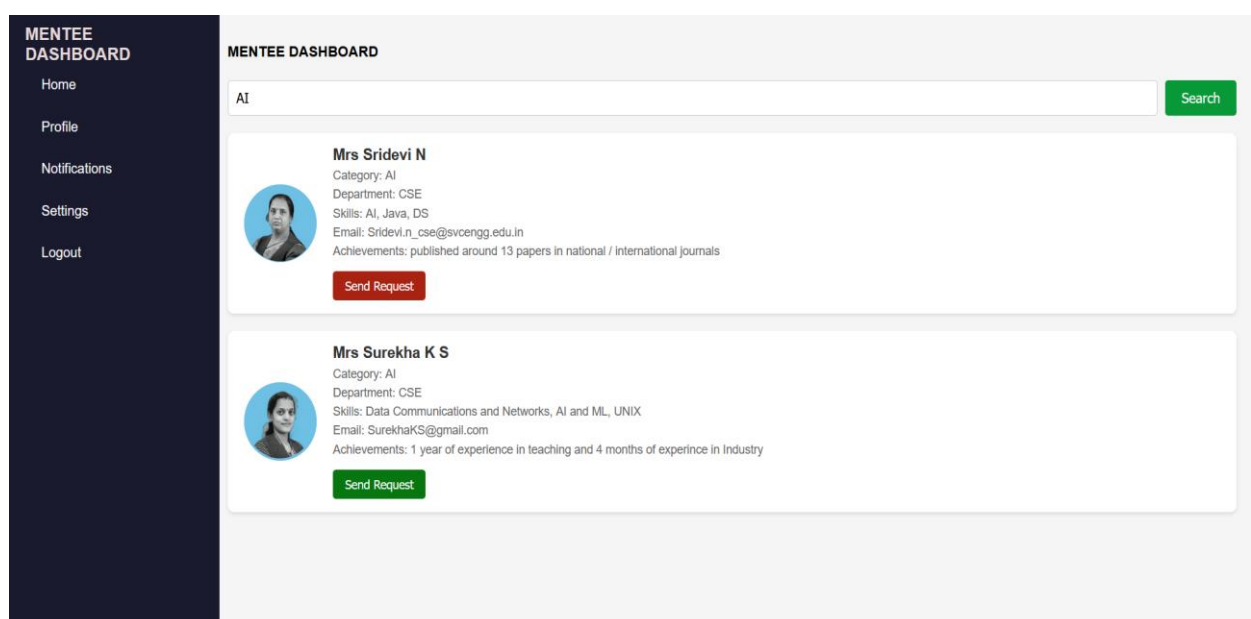 MENTEE
DASHBOARD
Home
Profile
Notifications
Settings
Logout
MENTEE DASHBOARD
AI
Search
Mrs Sridevi N
Category: AI
Department: CSE
Skills: AI, Java, DS
Email: Sridevi.n_cse@svcengg.edu.in
Achievements: published around 13 papers in national / international journals
Send Request
Mrs Surekha K S
Category: AI
Department: CSE
Skills: Data Communications and Networks, AI and ML, UNIX
Email: SurekhaKS@gmail.com
Achievements: 1 year of experience in teaching and 4 months of experince in Industry
Send Request